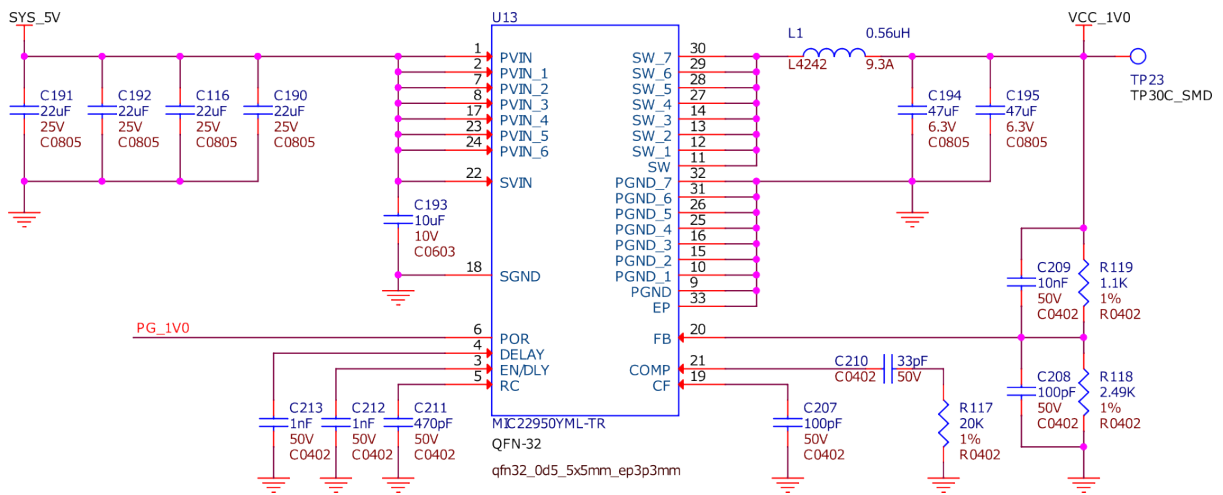 SYS_5V
U13
VCC_1V0
L1
0.56uH
L4242
9.3A
TP23
TP30C_SMD
C191
22uF
25V
C0805
C192
22uF
25V
C0805
C116
22uF
25V
C0805
C190
22uF
25V
C0805
1 PVIN
2 PVIN_1
7 PVIN_2
8 PVIN_3
17 PVIN_4
23 PVIN_5
24 PVIN_6
22 SVIN
C193
10uF
10V
C0603
18 SGND
PG_1V0
6 POR
4 DELAY
3 EN/DLY
5 RC
SW_7 30
SW_6 29
SW_5 28
SW_4 27
SW_3 14
SW_2 13
SW_1 12
SW 11
PGND_7 32
PGND_6 31
PGND_5 26
PGND_4 25
PGND_3 16
PGND_2 15
PGND_1 10
PGND 9
EP 33
FB 20
COMP 21
CF 19
C194
47uF
6.3V
C0805
C195
47uF
6.3V
C0805
C209
10nF
50V
C0402
R119
1.1K
1%
R0402
C210 33pF
C0402 50V
C208
100pF
50V
C0402
R118
2.49K
1%
R0402
C213
1nF
50V
C0402
C212
1nF
50V
C0402
C211
470pF
50V
C0402
C207
100pF
50V
C0402
R117
20K
1%
R0402
MIC22950YML-TR
QFN-32
qfn32_0d5_5x5mm_ep3p3mm